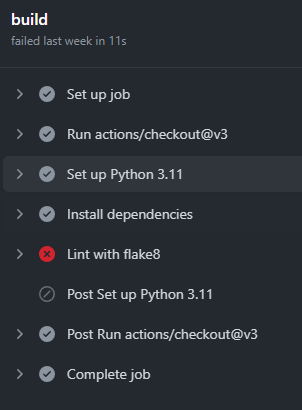 build
failed last week in 11s
Set up job
Run actions/checkout@v3
Set up Python 3.11
Install dependencies
Lint with flake8
Post Set up Python 3.11
Post Run actions/checkout@v3
Complete job